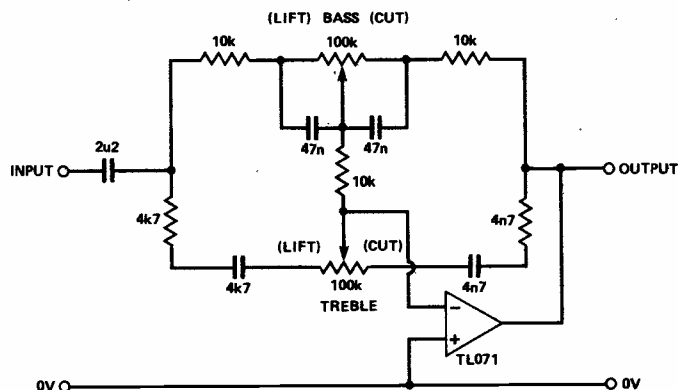 (LIFT) BASS (CUT)
10k
100k
10k
2u2
47n
47n
INPUT
OUTPUT
10k
4k7
4n7
(LIFT)
(CUT)
4k7
100k
4n7
TREBLE
−
+
TL071
0V
0V